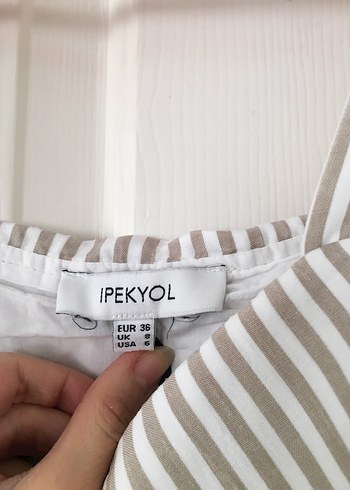 IPEKYOL
EUR 36
UK 8
USA 6